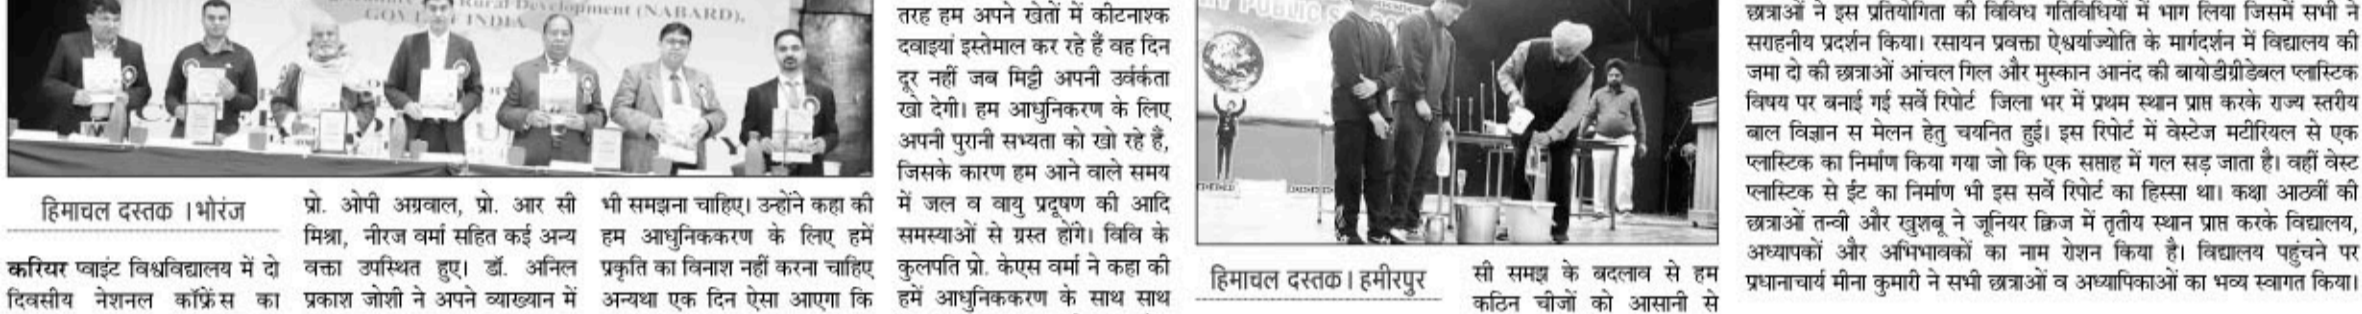 Rural Development (NABARD),
GOVT. OF INDIA
हिमाचल दस्तक ।भोरंज
करियर प्वाइंट विश्वविद्यालय में दो
दिवसीय नेशनल कॉफ्रेंस का
प्रो. ओपी अग्रवाल, प्रो. आर सी
मिश्रा, नीरज वर्मा सहित कई अन्य
वक्ता उपस्थित हुए। डॉ. अनिल
प्रकाश जोशी ने अपने व्याख्यान में
भी समझना चाहिए। उन्होंने कहा की
हम आधुनिककरण के लिए हमें
प्रकृति का विनाश नहीं करना चाहिए
अन्यथा एक दिन ऐसा आएगा कि
तरह हम अपने खेतों में कीटनाश्क
दवाइयां इस्तेमाल कर रहे हैं वह दिन
दूर नहीं जब मिट्टी अपनी उर्वर्कता
खो देगी। हम आधुनिकरण के लिए
अपनी पुरानी सभ्यता को खो रहे हैं,
जिसके कारण हम आने वाले समय
में जल व वायु प्रदूषण की आदि
समस्याओं से ग्रस्त होंगे। विवि के
कुलपति प्रो. केएस वर्मा ने कहा की
हमें आधुनिककरण के साथ साथ
PUBLIC
हिमाचल दस्तक। हमीरपुर
सी समझ के बदलाव से हम
कठिन चीजों को आसानी से
छात्राओं ने इस प्रतियोगिता की विविध गतिविधियों में भाग लिया जिसमें सभी ने
सराहनीय प्रदर्शन किया। रसायन प्रवक्ता ऐश्वर्याज्योति के मार्गदर्शन में विद्यालय की
जमा दो की छात्राओं आंचल गिल और मुस्कान आनंद की बायोडीग्रीडेबल प्लास्टिक
विषय पर बनाई गई सर्वे रिपोर्ट जिला भर में प्रथम स्थान प्राप्त करके राज्य स्तरीय
बाल विज्ञान स मेलन हेतु चयनित हुई। इस रिपोर्ट में वेस्टेज मटीरियल से एक
प्लास्टिक का निर्माण किया गया जो कि एक सप्ताह में गल सड़ जाता है। वहीं वेस्ट
प्लास्टिक से ईंट का निर्माण भी इस सर्वे रिपोर्ट का हिस्सा था। कक्षा आठवीं की
छात्राओं तन्वी और खुशबू ने जूनियर क्विज में तृतीय स्थान प्राप्त करके विद्यालय,
अध्यापकों और अभिभावकों का नाम रोशन किया है। विद्यालय पहुंचने पर
प्रधानाचार्य मीना कुमारी ने सभी छात्राओं व अध्यापिकाओं का भव्य स्वागत किया।